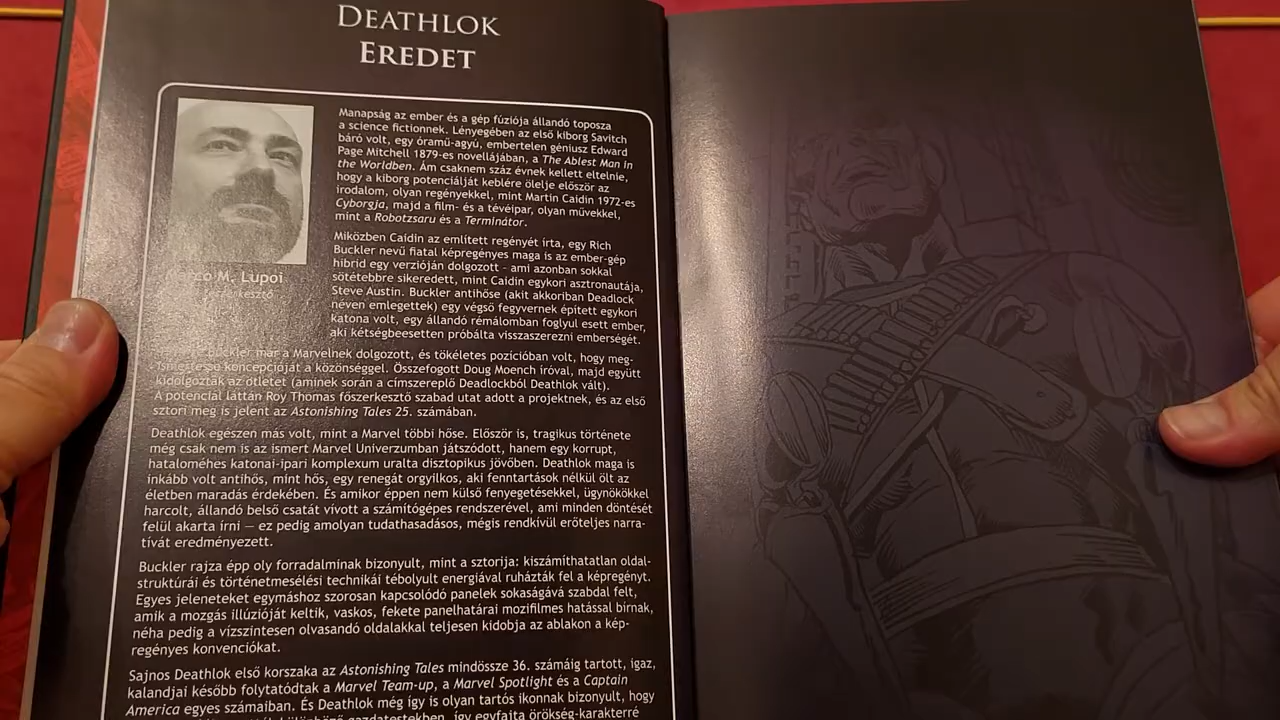 DEATHLOK
EREDET
Manapság az ember és a gép fúziója állandó toposza
a science fictionnek. Lényegében az első kiborg Savitch
báró volt, egy óramű-agyú, embertelen géniusz Edward
Page Mitchell 1879-es novellájában, a The Ablest Man in
the Worldben. Ám csaknem száz évnek kellett eltelnie,
hogy a kiborg potenciálját keblére ölelje először az
irodalom, olyan regényekkel, mint Martin Caidin 1972-es
Cyborgja, majd a film- és a tévéipar, olyan művekkel,
mint a Robotzsaru és a Terminátor.
Miközben Caidin az említett regényét írta, egy Rich
Buckler nevű fiatal képregényes maga is az ember-gép
hibrid egy verzióján dolgozott – ami azonban sokkal
sötétebbre sikeredett, mint Caidin egykori asztronautája,
Steve Austin. Buckler antihőse (akit akkoriban Deadlock
néven emlegettek) egy végső fegyvernek épített egykori
katona volt, egy állandó rémálomban foglyul esett ember,
aki kétségbeesetten próbálta visszaszerezni emberségét.
Marco M. Lupoi
Buckler már a Marvelnek dolgozott, és tökéletes pozícióban volt, hogy meg-
koncepcióját a közönséggel. Összefogott Doug Moench íróval, majd együtt
kidolgozták az ötletet (aminek során a címszereplő Deadlockból Deathlok vált).
A potenciál láttán Roy Thomas főszerkesztő szabad utat adott a projektnek, és az első
sztori meg is jelent az Astonishing Tales 25. számában.
Deathlok egészen más volt, mint a Marvel többi hőse. Először is, tragikus története
még csak nem is az ismert Marvel Univerzumban játszódott, hanem egy korrupt,
hataloméhes katonai-ipari komplexum uralta disztopikus jövőben. Deathlok maga is
inkább volt antihős, mint hős, egy renegát orgyilkos, aki fenntartások nélkül ölt az
életben maradás érdekében. És amikor éppen nem külső fenyegetésekkel, ügynökökkel
harcolt, állandó belső csatát vívott a számítógépes rendszerével, ami minden döntését
felül akarta írni — ez pedig amolyan tudathasadásos, mégis rendkívül erőteljes narra-
tívát eredményezett.
Buckler rajza épp oly forradalminak bizonyult, mint a sztorija: kiszámíthatatlan oldal-
struktúrái és történetmesélési technikái tébolyult energiával ruházták fel a képregényt.
Egyes jeleneteket egymáshoz szorosan kapcsolódó panelek sokaságává szabdal felt,
amik a mozgás illúzióját keltik, vaskos, fekete panelhatárai mozifilmes hatással bírnak,
néha pedig a vízszintesen olvasandó oldalakkal teljesen kidobja az ablakon a kép-
regényes konvenciókat.
Sajnos Deathlok első korszaka az Astonishing Tales mindössze 36. számáig tartott, igaz,
kalandjai később folytatódtak a Marvel Team-up, a Marvel Spotlight és a Captain
America egyes számaiban. És Deathlok még így is olyan tartós ikonnak bizonyult, hogy
gazdatestekben, így egyfajta örökség-karakterré